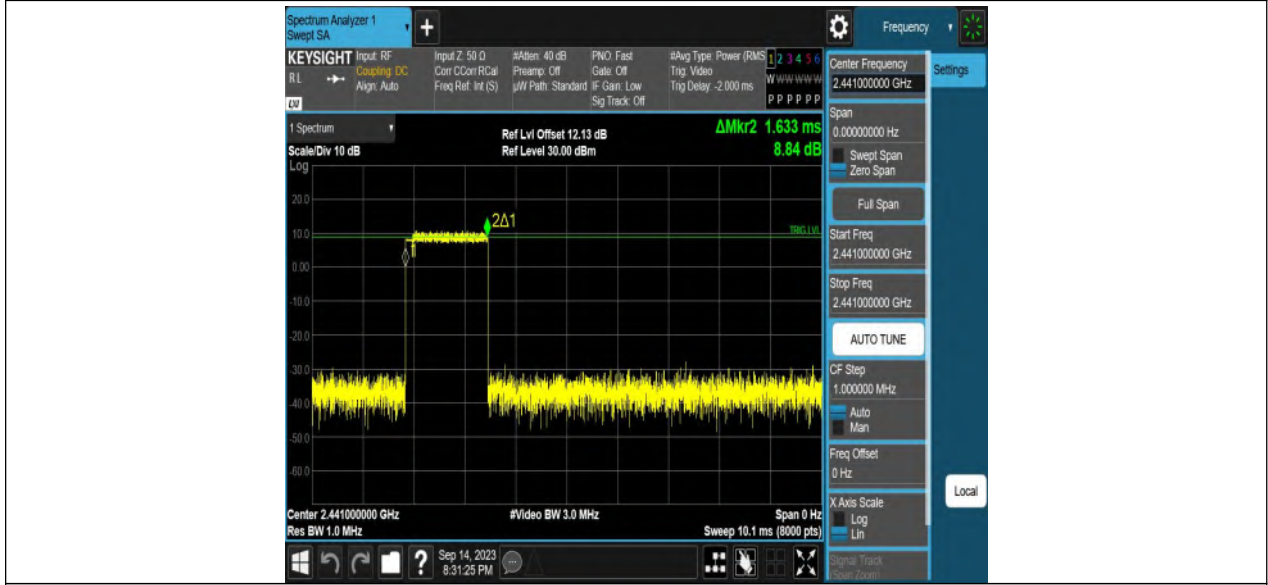 Spectrum Analyzer 1
Swept SA
+
Frequency
KEYSIGHT
RL
LXI
Input: RF
Coupling: DC
Align: Auto
Input Z: 50 Ω
Corr CCorr RCal
Freq Ref: Int (S)
#Atten: 40 dB
Preamp: Off
µW Path: Standard
PNO: Fast
Gate: Off
IF Gain: Low
Sig Track: Off
#Avg Type: Power (RMS
Trig: Video
Trig Delay: -2.000 ms
1 2 3 4 5 6
W W W W W W
P P P P P P
Center Frequency
2.441000000 GHz
Settings
1 Spectrum
Scale/Div 10 dB
Log
Ref Lvl Offset 12.13 dB
Ref Level 30.00 dBm
ΔMkr2 1.633 ms
8.84 dB
Span
0.00000000 Hz
Swept Span
Zero Span
Full Span
Start Freq
2.441000000 GHz
Stop Freq
2.441000000 GHz
AUTO TUNE
CF Step
1.000000 MHz
Auto
Man
Freq Offset
0 Hz
X Axis Scale
Log
Lin
Signal Track
(Span Zoom)
Local
20.0
2Δ1
10.0
TRIG LVL
0.00
-10.0
-20.0
-30.0
-40.0
-50.0
-60.0
Center 2.441000000 GHz
#Video BW 3.0 MHz
Span 0 Hz
Res BW 1.0 MHz
Sweep 10.1 ms (8000 pts)
?
Sep 14, 2023
8:31:25 PM